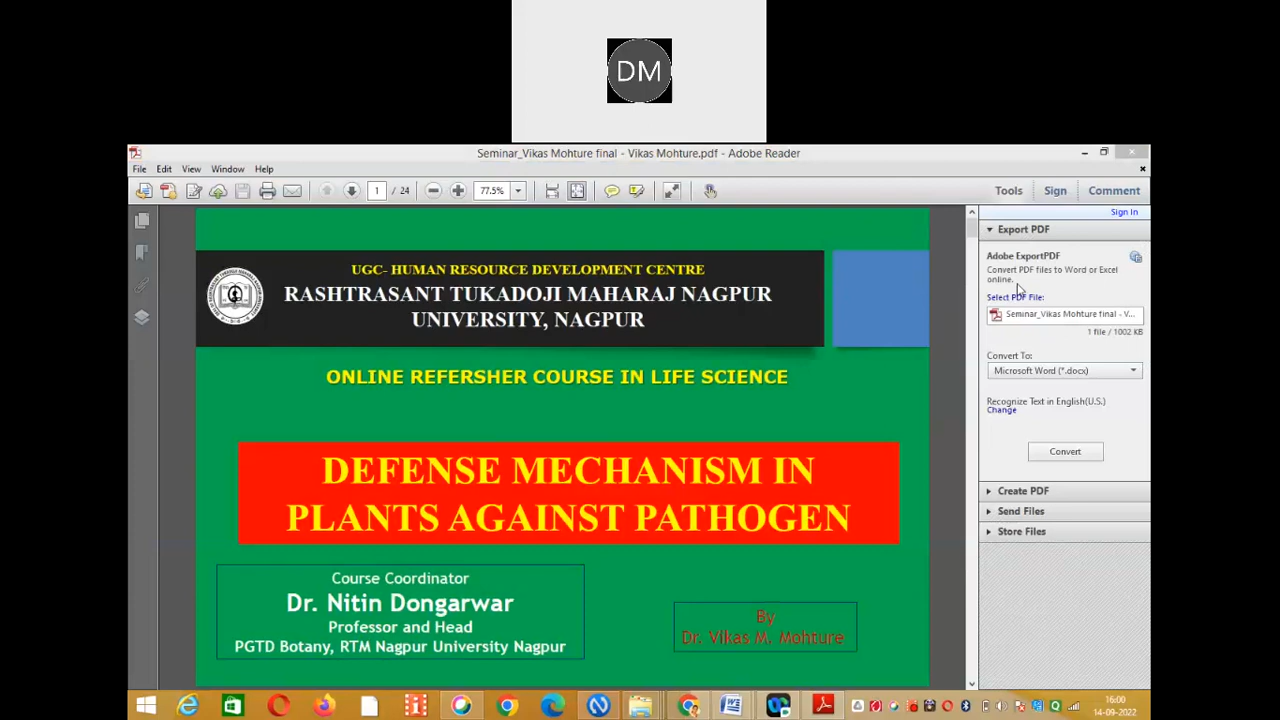 DM
Seminar_Vikas Mohture final - Vikas Mohture.pdf - Adobe Reader
File Edit View Window Help
1 / 24 77.5% Tools Sign Comment
Sign In
Export PDF
Adobe ExportPDF
Convert PDF files to Word or Excel
online.
Select PDF File:
Seminar_Vikas Mohture final - V...
1 file / 1002 KB
Convert To:
Microsoft Word (*.docx)
Recognize Text in English(U.S.)
Change
Convert
Create PDF
Send Files
Store Files
UGC- HUMAN RESOURCE DEVELOPMENT CENTRE
RASHTRASANT TUKADOJI MAHARAJ NAGPUR
UNIVERSITY, NAGPUR
ONLINE REFERSHER COURSE IN LIFE SCIENCE
DEFENSE MECHANISM IN
PLANTS AGAINST PATHOGEN
Course Coordinator
Dr. Nitin Dongarwar
Professor and Head
PGTD Botany, RTM Nagpur University Nagpur
By
Dr. Vikas M. Mohture
16:00
14-09-2022